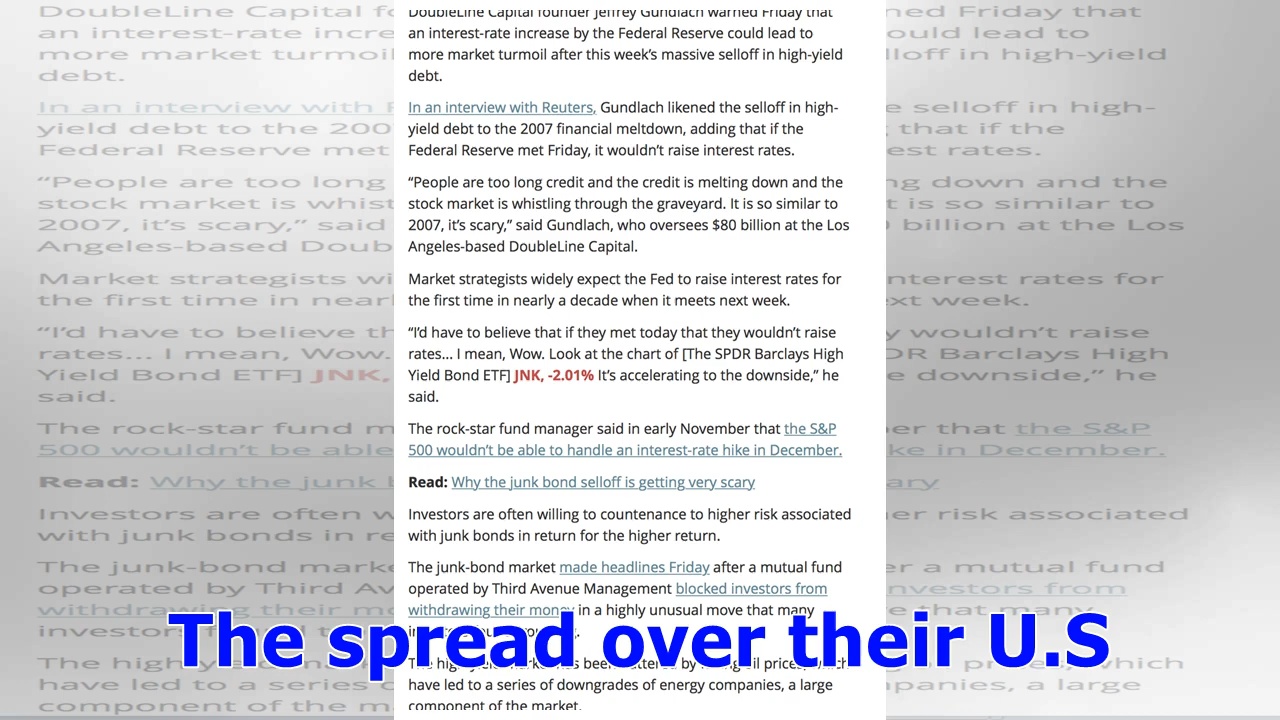 DoubleLine Capital founder Jeffrey Gundlach warned Friday that
an interest-rate increase by the Federal Reserve could lead to
more market turmoil after this week's massive selloff in high-yield
debt.
In an interview with Reuters, Gundlach likened the selloff in high-
yield debt to the 2007 financial meltdown, adding that if the
Federal Reserve met Friday, it wouldn't raise interest rates.
“People are too long credit and the credit is melting down and the
stock market is whistling through the graveyard. It is so similar to
2007, it's scary,” said Gundlach, who oversees $80 billion at the Los
Angeles-based DoubleLine Capital.
Market strategists widely expect the Fed to raise interest rates for
the first time in nearly a decade when it meets next week.
“I'd have to believe that if they met today that they wouldn't raise
rates... I mean, Wow. Look at the chart of [The SPDR Barclays High
Yield Bond ETF] JNK, -2.01% It's accelerating to the downside,” he
said.
The rock-star fund manager said in early November that the S&P
500 wouldn't be able to handle an interest-rate hike in December.
Read: Why the junk bond selloff is getting very scary
Investors are often willing to countenance to higher risk associated
with junk bonds in return for the higher return.
The junk-bond market made headlines Friday after a mutual fund
operated by Third Avenue Management blocked investors from
withdrawing their money in a highly unusual move that many
The spread over their U.S
have led to a series of downgrades of energy companies, a large
component of the market.